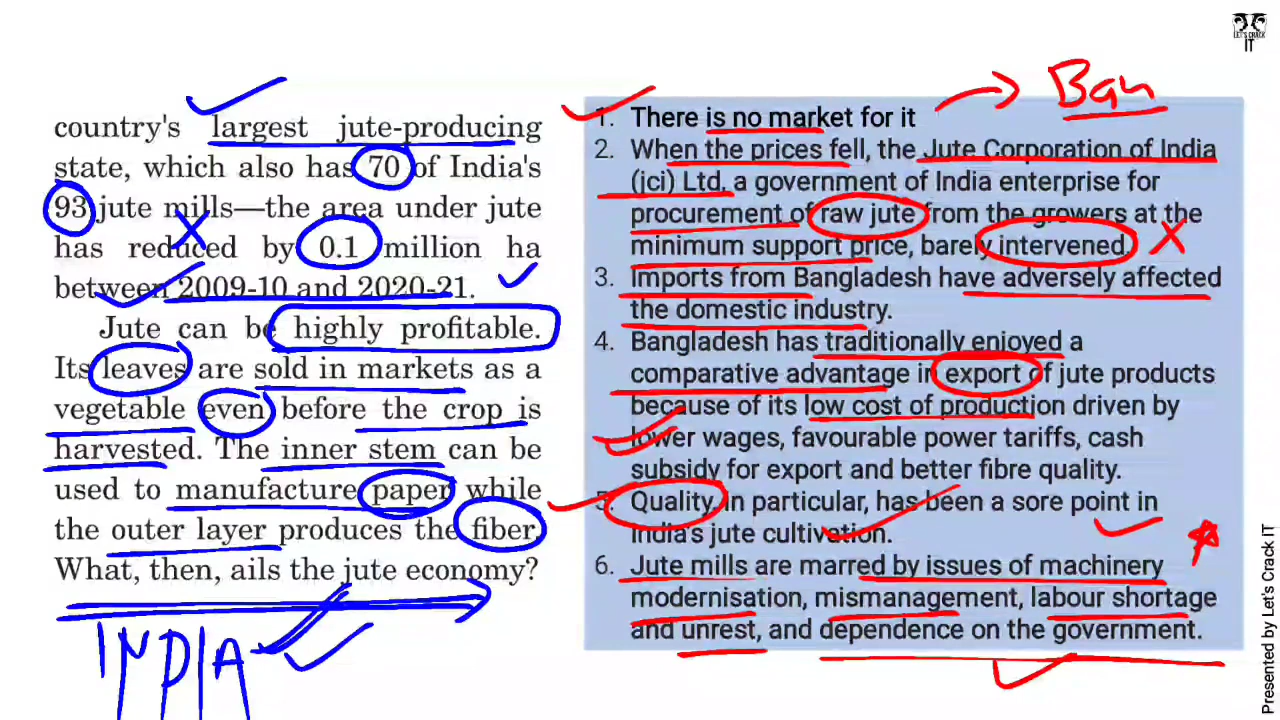 LET'S CRACK
IT
Ban
country's largest jute-producing
state, which also has 70 of India's
93 jute mills—the area under jute
has reduced by 0.1 million ha
between 2009-10 and 2020-21.
Jute can be highly profitable.
Its leaves are sold in markets as a
vegetable even before the crop is
harvested. The inner stem can be
used to manufacture paper while
the outer layer produces the fiber.
What, then, ails the jute economy?
INDIA
1. There is no market for it
2. When the prices fell, the Jute Corporation of India
(jci) Ltd, a government of India enterprise for
procurement of raw jute from the growers at the
minimum support price, barely intervened.
3. Imports from Bangladesh have adversely affected
the domestic industry.
4. Bangladesh has traditionally enjoyed a
comparative advantage in export of jute products
because of its low cost of production driven by
lower wages, favourable power tariffs, cash
subsidy for export and better fibre quality.
5. Quality, in particular, has been a sore point in
India's jute cultivation.
6. Jute mills are marred by issues of machinery
modernisation, mismanagement, labour shortage
and unrest, and dependence on the government.
Presented by Let's Crack IT